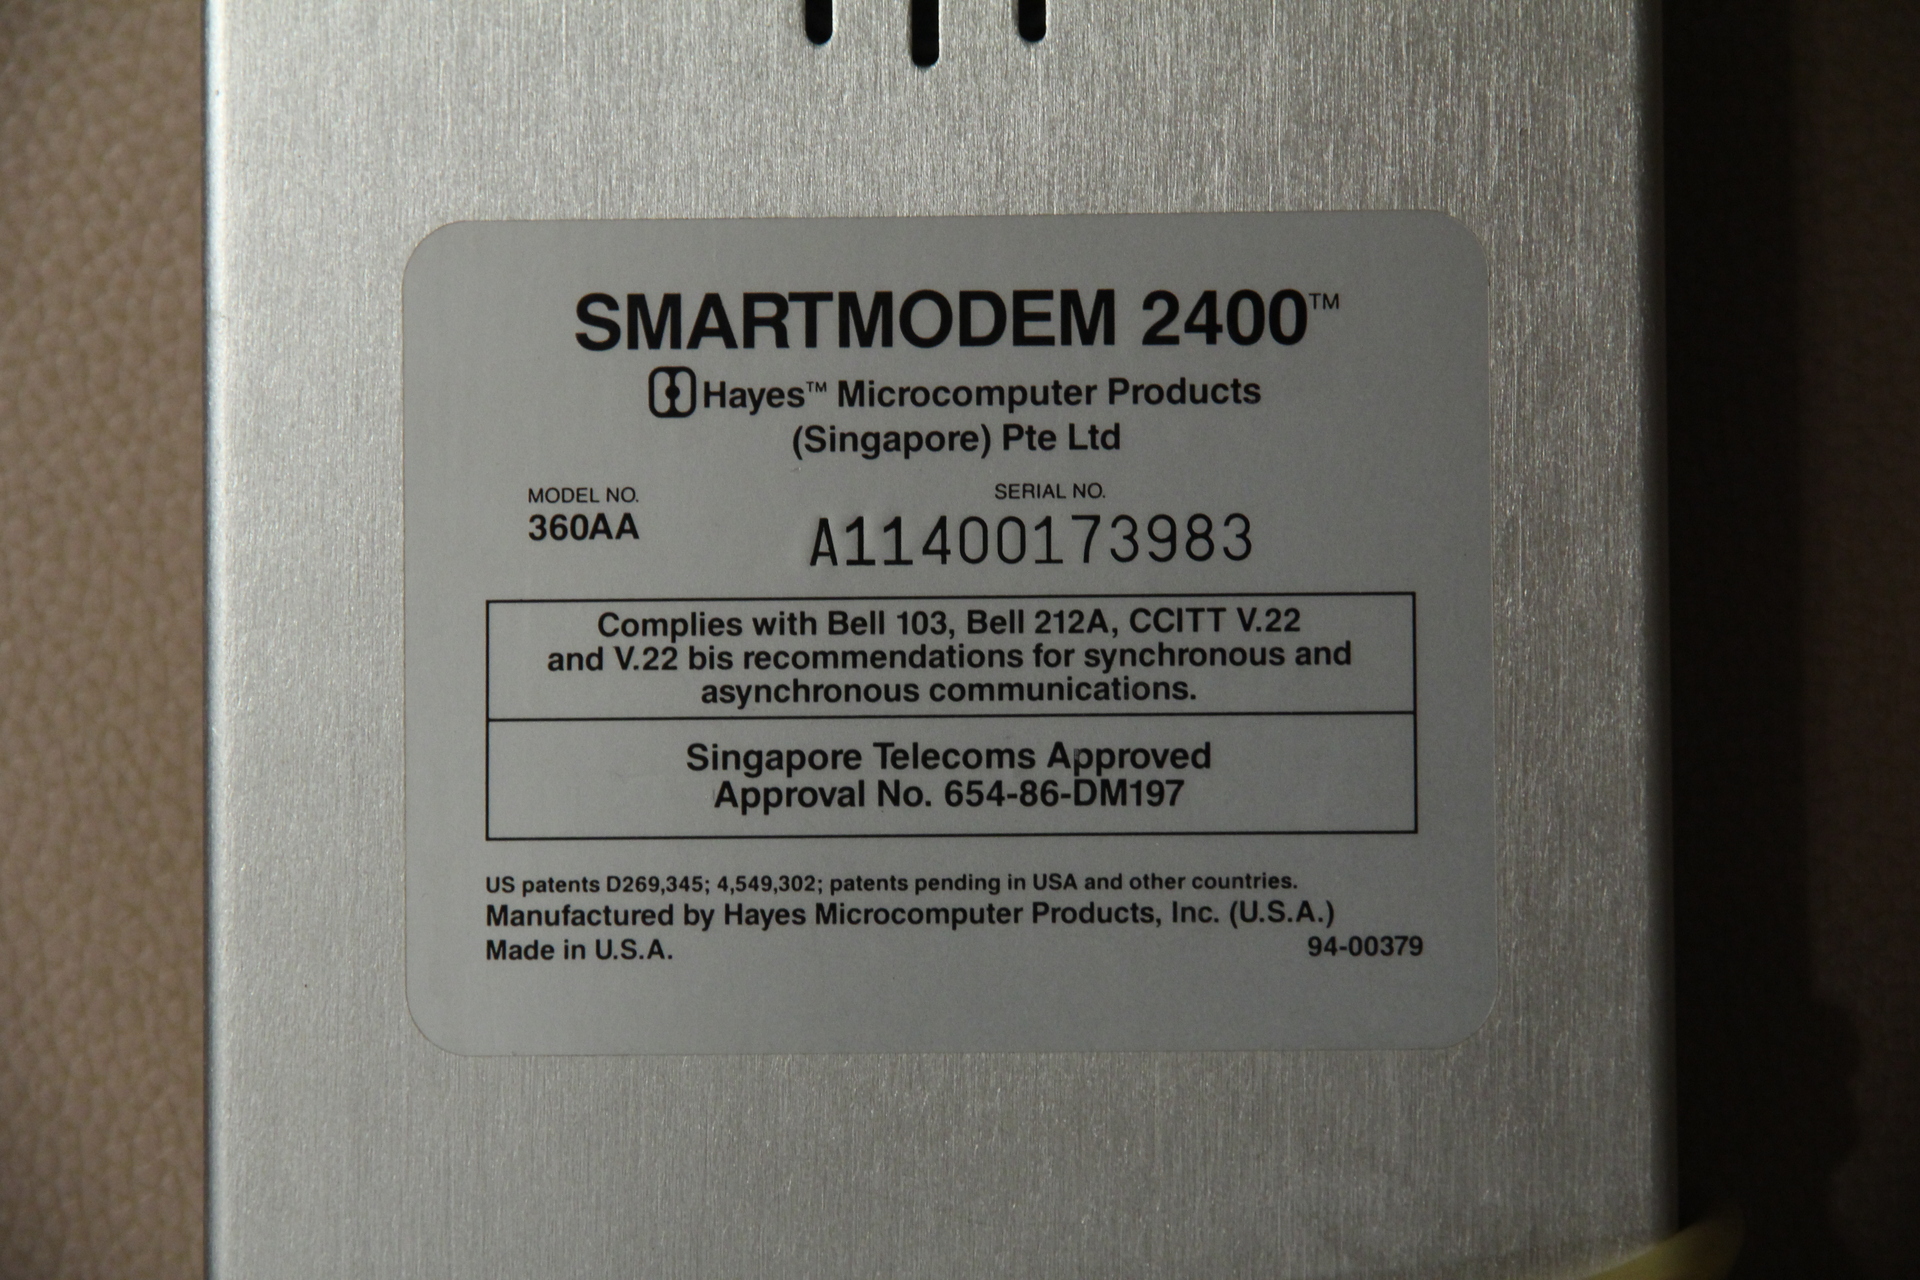 SMARTMODEM 2400™
Hayes™ Microcomputer Products
(Singapore) Pte Ltd
MODEL NO. SERIAL NO.
360AA A11400173983
Complies with Bell 103, Bell 212A, CCITT V.22
and V.22 bis recommendations for synchronous and
asynchronous communications.
Singapore Telecoms Approved
Approval No. 654-86-DM197
US patents D269,345; 4,549,302; patents pending in USA and other countries.
Manufactured by Hayes Microcomputer Products, Inc. (U.S.A.)
Made in U.S.A. 94-00379